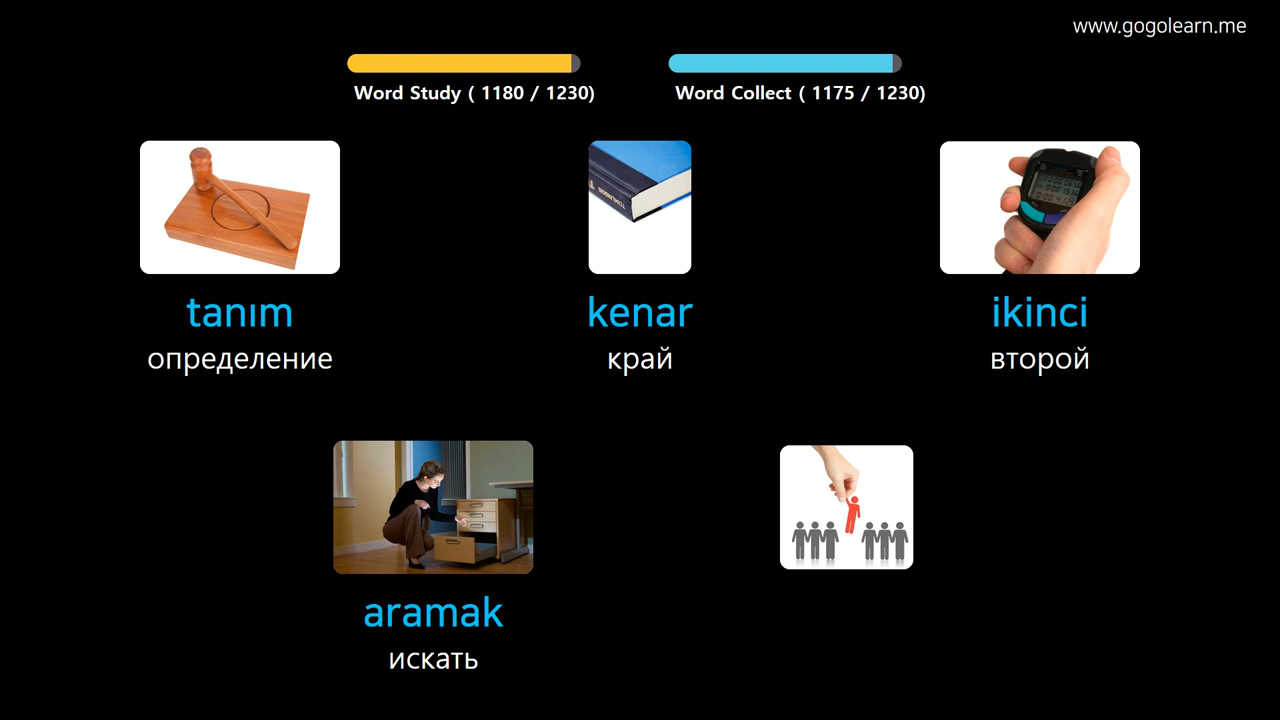 www.gogolearn.me
Word Study ( 1180 / 1230)
Word Collect ( 1175 / 1230)
tanım
определение
kenar
край
ikinci
второй
aramak
искать